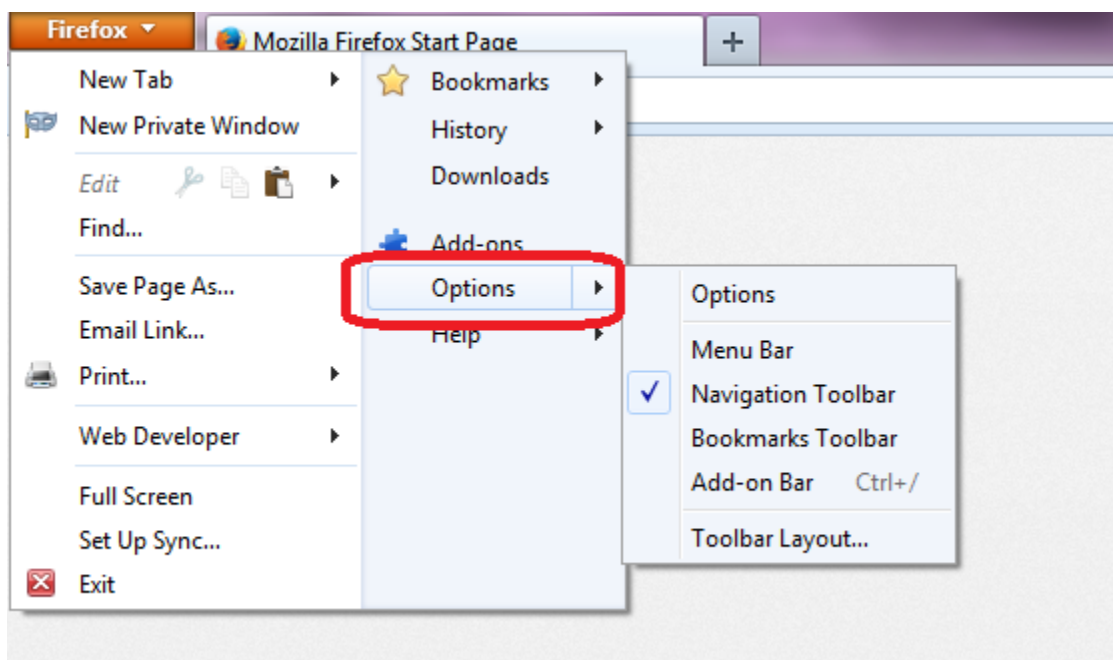 Firefox
Mozilla Firefox Start Page
New Tab
New Private Window
Edit
Find...
Save Page As...
Email Link...
Print...
Web Developer
Full Screen
Set Up Sync...
Exit
Bookmarks
History
Downloads
Add-ons
Options
Help
Options
Menu Bar
Navigation Toolbar
Bookmarks Toolbar
Add-on Bar Ctrl+/
Toolbar Layout...